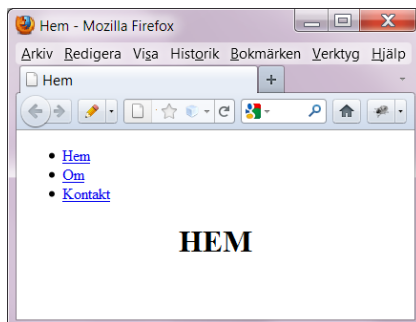 Hem - Mozilla Firefox
Arkiv Redigera Visa Historik Bokmärken Verktyg Hjälp
Hem
Hem
Om
Kontakt
HEM